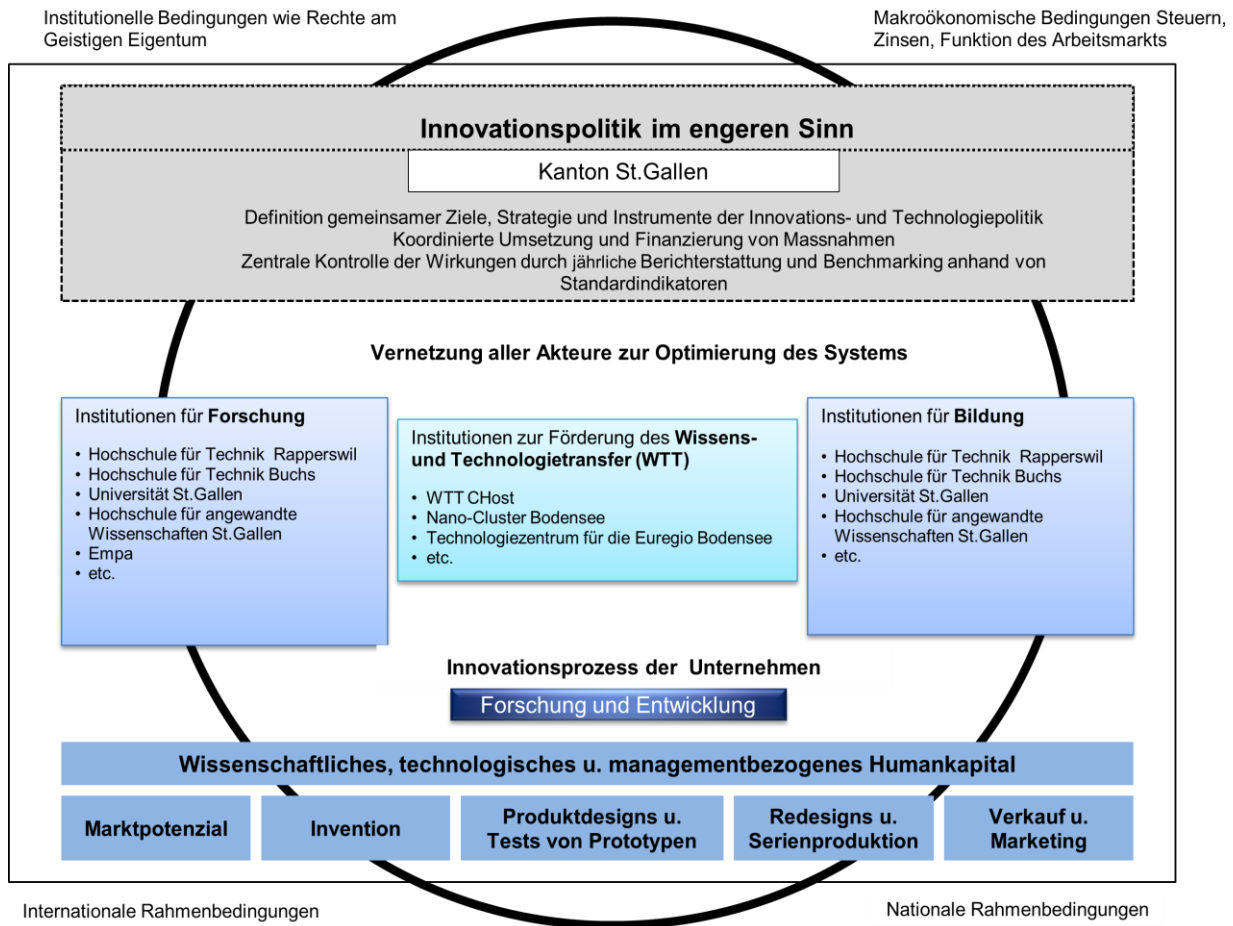 Institutionelle Bedingungen wie Rechte am
Geistigen Eigentum
Makroökonomische Bedingungen Steuern,
Zinsen, Funktion des Arbeitsmarkts
Innovationspolitik im engeren Sinn
Kanton St.Gallen
Definition gemeinsamer Ziele, Strategie und Instrumente der Innovations- und Technologiepolitik
Koordinierte Umsetzung und Finanzierung von Massnahmen
Zentrale Kontrolle der Wirkungen durch jährliche Berichterstattung und Benchmarking anhand von
Standardindikatoren
Vernetzung aller Akteure zur Optimierung des Systems
Institutionen für Forschung
• Hochschule für Technik Rapperswil
• Hochschule für Technik Buchs
• Universität St.Gallen
• Hochschule für angewandte
Wissenschaften St.Gallen
• Empa
• etc.
Institutionen zur Förderung des Wissens-
und Technologietransfer (WTT)
• WTT CHost
• Nano-Cluster Bodensee
• Technologiezentrum für die Euregio Bodensee
• etc.
Institutionen für Bildung
• Hochschule für Technik Rapperswil
• Hochschule für Technik Buchs
• Universität St.Gallen
• Hochschule für angewandte
Wissenschaften St.Gallen
• etc.
Innovationsprozess der Unternehmen
Forschung und Entwicklung
Wissenschaftliches, technologisches u. managementbezogenes Humankapital
Marktpotenzial
Invention
Produktdesigns u.
Tests von Prototypen
Redesigns u.
Serienproduktion
Verkauf u.
Marketing
Internationale Rahmenbedingungen
Nationale Rahmenbedingungen